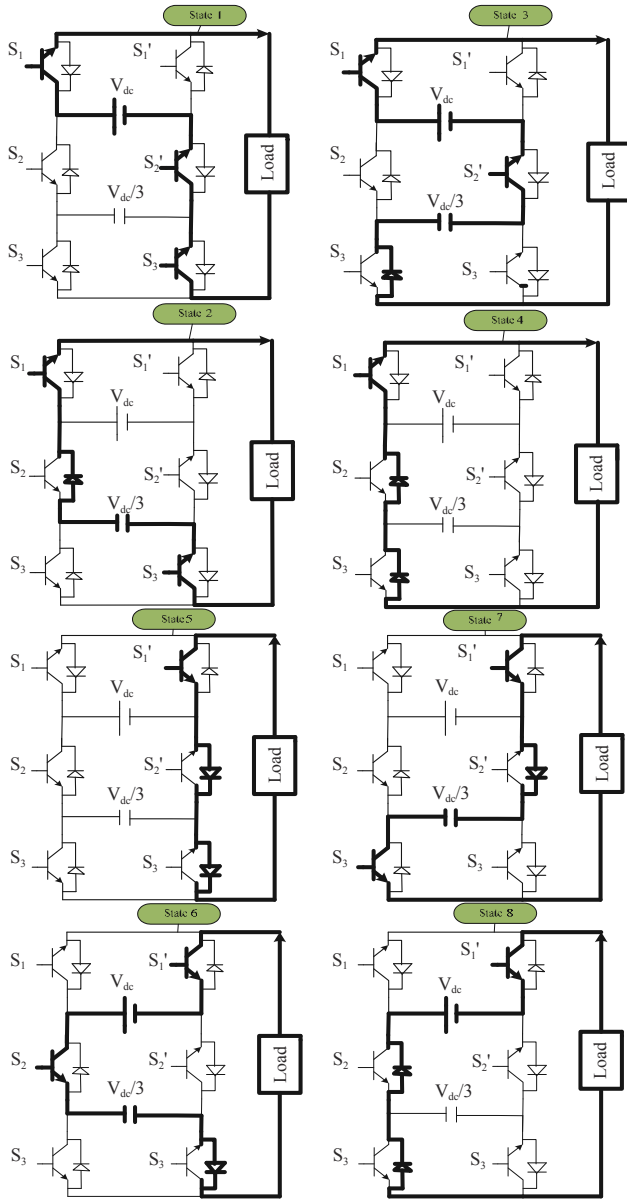 State 1
S1
S1'
Vdc
S2
S2'
Vdc/3
S3
S3
Load
State 3
S1
S1'
Vdc
S2
S2'
Vdc/3
S3
S3
Load
State 2
S1
S1'
Vdc
S2
S2'
Vdc/3
S3
S3
Load
State 4
S1
S1'
Vdc
S2
S2'
Vdc/3
S3
S3
Load
State5
S1
S1'
Vdc
S2
S2'
Vdc/3
S3
S3
Load
State 7
S1
S1'
Vdc
S2
S2'
Vdc/3
S3
S3
Load
State 6
S1
S1'
Vdc
S2
S2'
Vdc/3
S3
S3
Load
State 8
S1
S1'
Vdc
S2
S2'
Vdc/3
S3
S3
Load